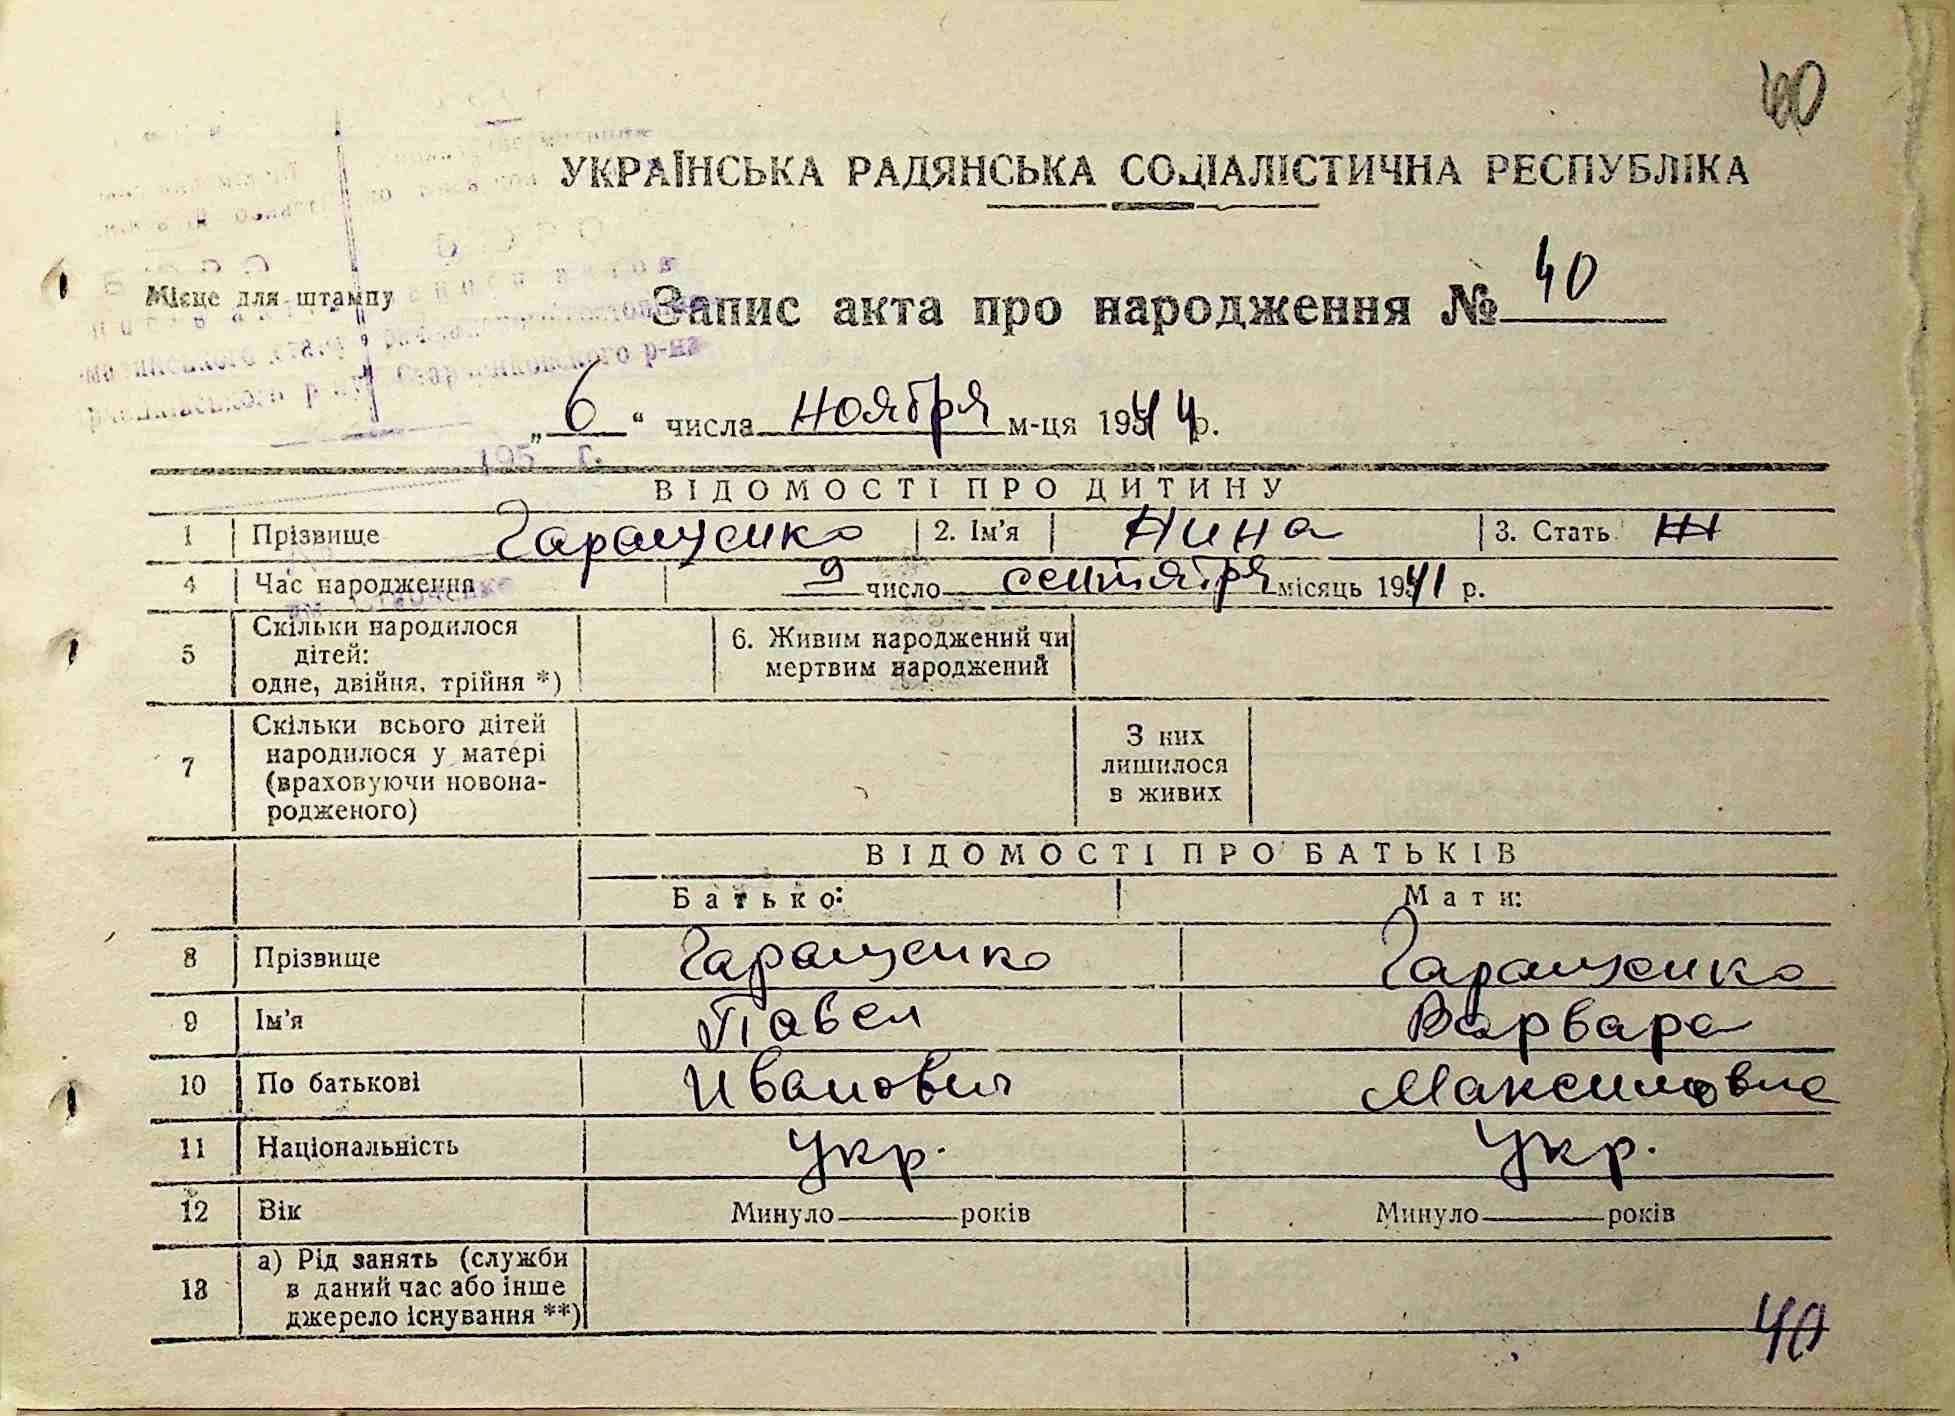 40
УКРАЇНСЬКА РАДЯНСЬКА СОЦІАЛІСТИЧНА РЕСПУБЛІКА
Місце для штампу
Запис акта про народження № 40
р-на
„6“ числа ноября м-ця 1944 р.
195 г.
ВІДОМОСТІ ПРО ДИТИНУ
1 Прізвище Гаращенко 2. Ім'я Нина 3. Стать Ж
4 Час народження 9 число сентября місяць 1941 р.
5 Скільки народилося дітей: одне, двійня, трійня *) 6. Живим народжений чи мертвим народжений
7 Скільки всього дітей народилося у матері (враховуючи новона-родженого) З них лишилося в живих
ВІДОМОСТІ ПРО БАТЬКІВ
Батько: Мати:
8 Прізвище Гаращенко Гаращенко
9 Ім'я Павел Варвара
10 По батькові Иванович Максимовна
11 Національність Укр. Укр.
12 Вік Минуло років Минуло років
13 а) Рід занять (служби в даний час або інше джерело існування **)
40